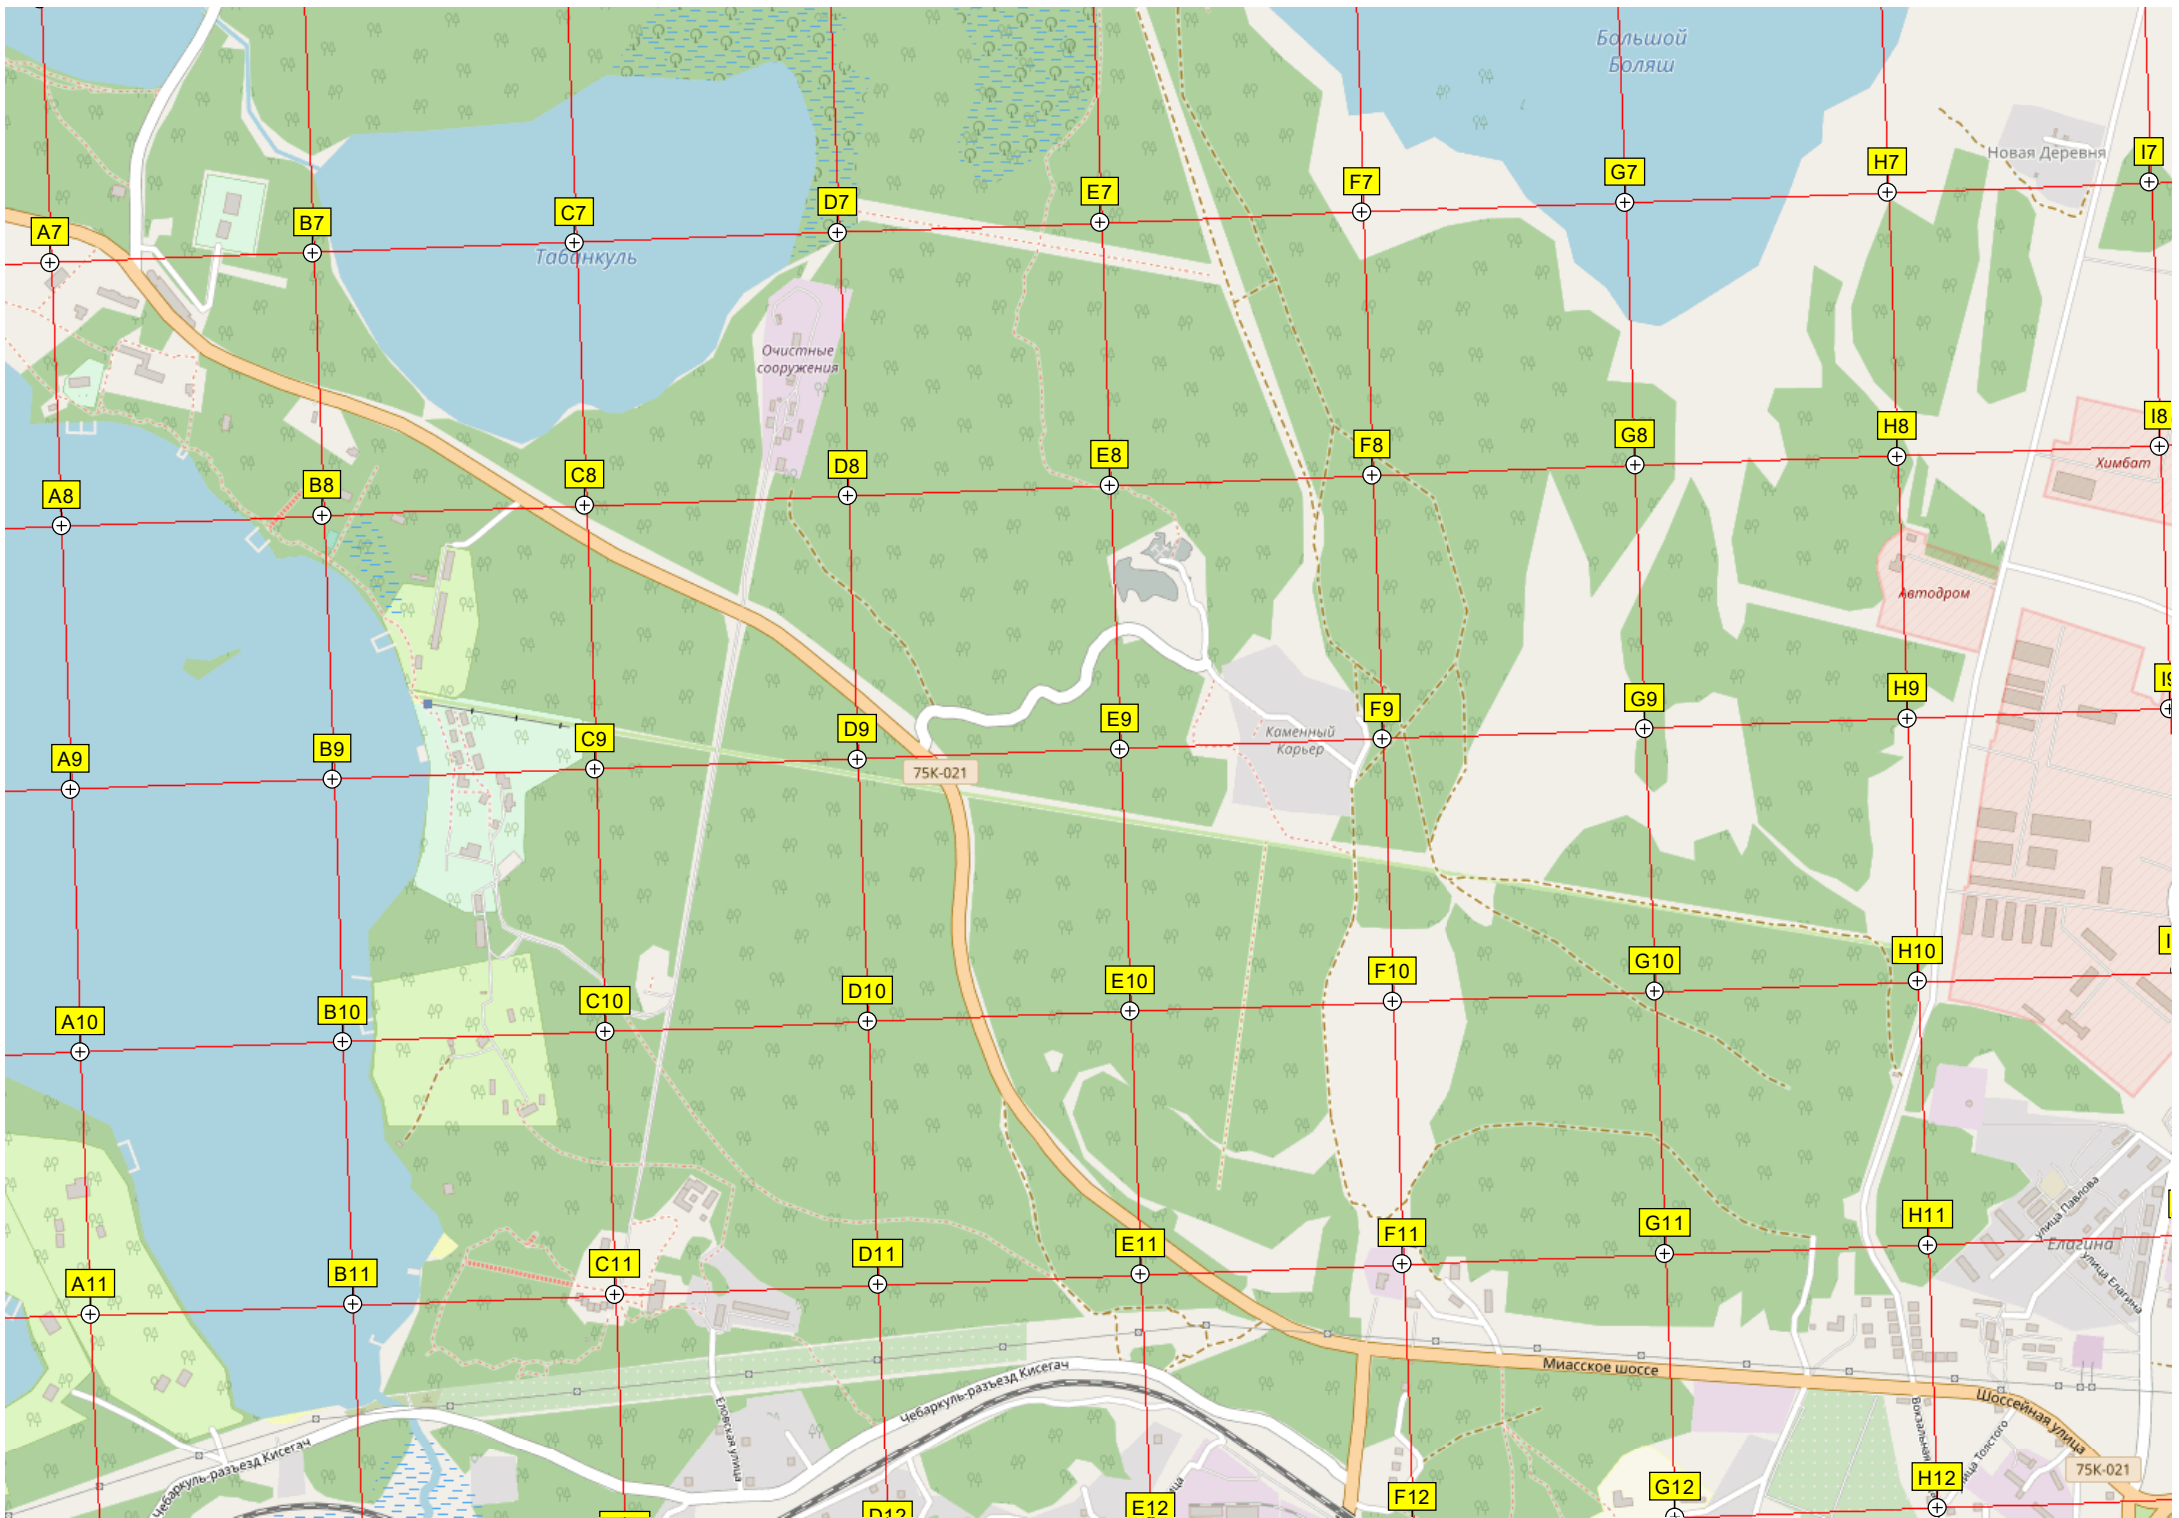 Большой
Боляш
Новая Деревня
I7
H7
G7
F7
E7
D7
C7
B7
A7
Табанкуль
Очистные
сооружения
I8
H8
G8
F8
E8
D8
C8
B8
A8
Химбат
Автодром
H9
G9
F9
E9
D9
C9
B9
A9
Каменный
Карьер
75К-021
H10
G10
F10
E10
D10
C10
B10
A10
улица Павлова
Елагина
улица Елагина
H11
G11
F11
E11
D11
C11
B11
A11
Миасское шоссе
Чебаркуль-разъезд Кисегач
Шоссейная улица
Еловская улица
Вокзальная
Толстого
Чебаркуль-разъезд Кисегач
75К-021
H12
G12
F12
E12
D12